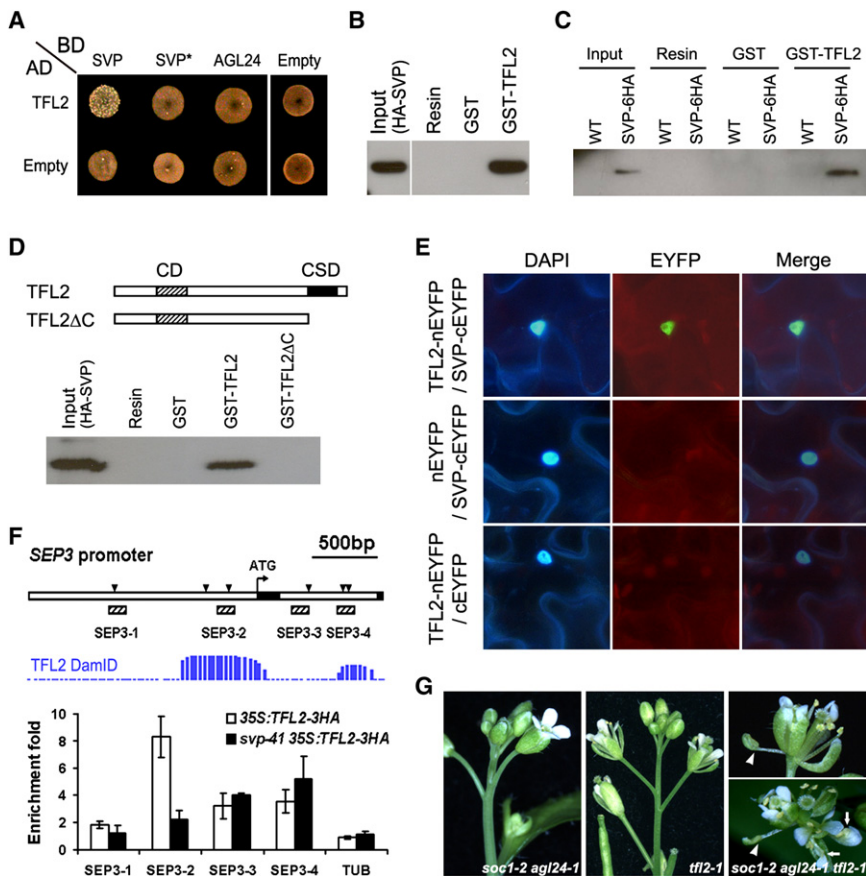 A
BD
AD
SVP SVP* AGL24 Empty
TFL2
Empty
B
Input (HA-SVP)
Resin
GST
GST-TFL2
C
Input Resin GST GST-TFL2
WT SVP-6HA WT SVP-6HA WT SVP-6HA WT SVP-6HA
D
CD CSD
TFL2
TFL2ΔC
Input (HA-SVP)
Resin
GST
GST-TFL2
GST-TFL2ΔC
E
DAPI EYFP Merge
TFL2-nEYFP / SVP-cEYFP
nEYFP / SVP-cEYFP
TFL2-nEYFP / cEYFP
F
SEP3 promoter
500bp
ATG
SEP3-1 SEP3-2 SEP3-3 SEP3-4
TFL2 DamID
Enrichment fold
10
8
6
4
2
0
35S:TFL2-3HA
svp-41 35S:TFL2-3HA
SEP3-1 SEP3-2 SEP3-3 SEP3-4 TUB
G
soc1-2 agl24-1
tfl2-1
soc1-2 agl24-1 tfl2-1